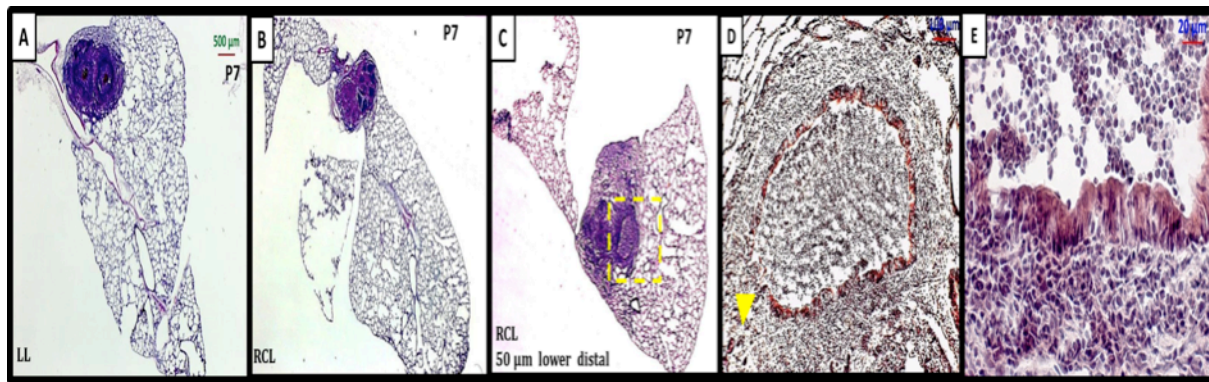 A
500 µm
P7
LL
B
P7
RCL
C
P7
RCL
50 µm lower distal
D
E
20 µm